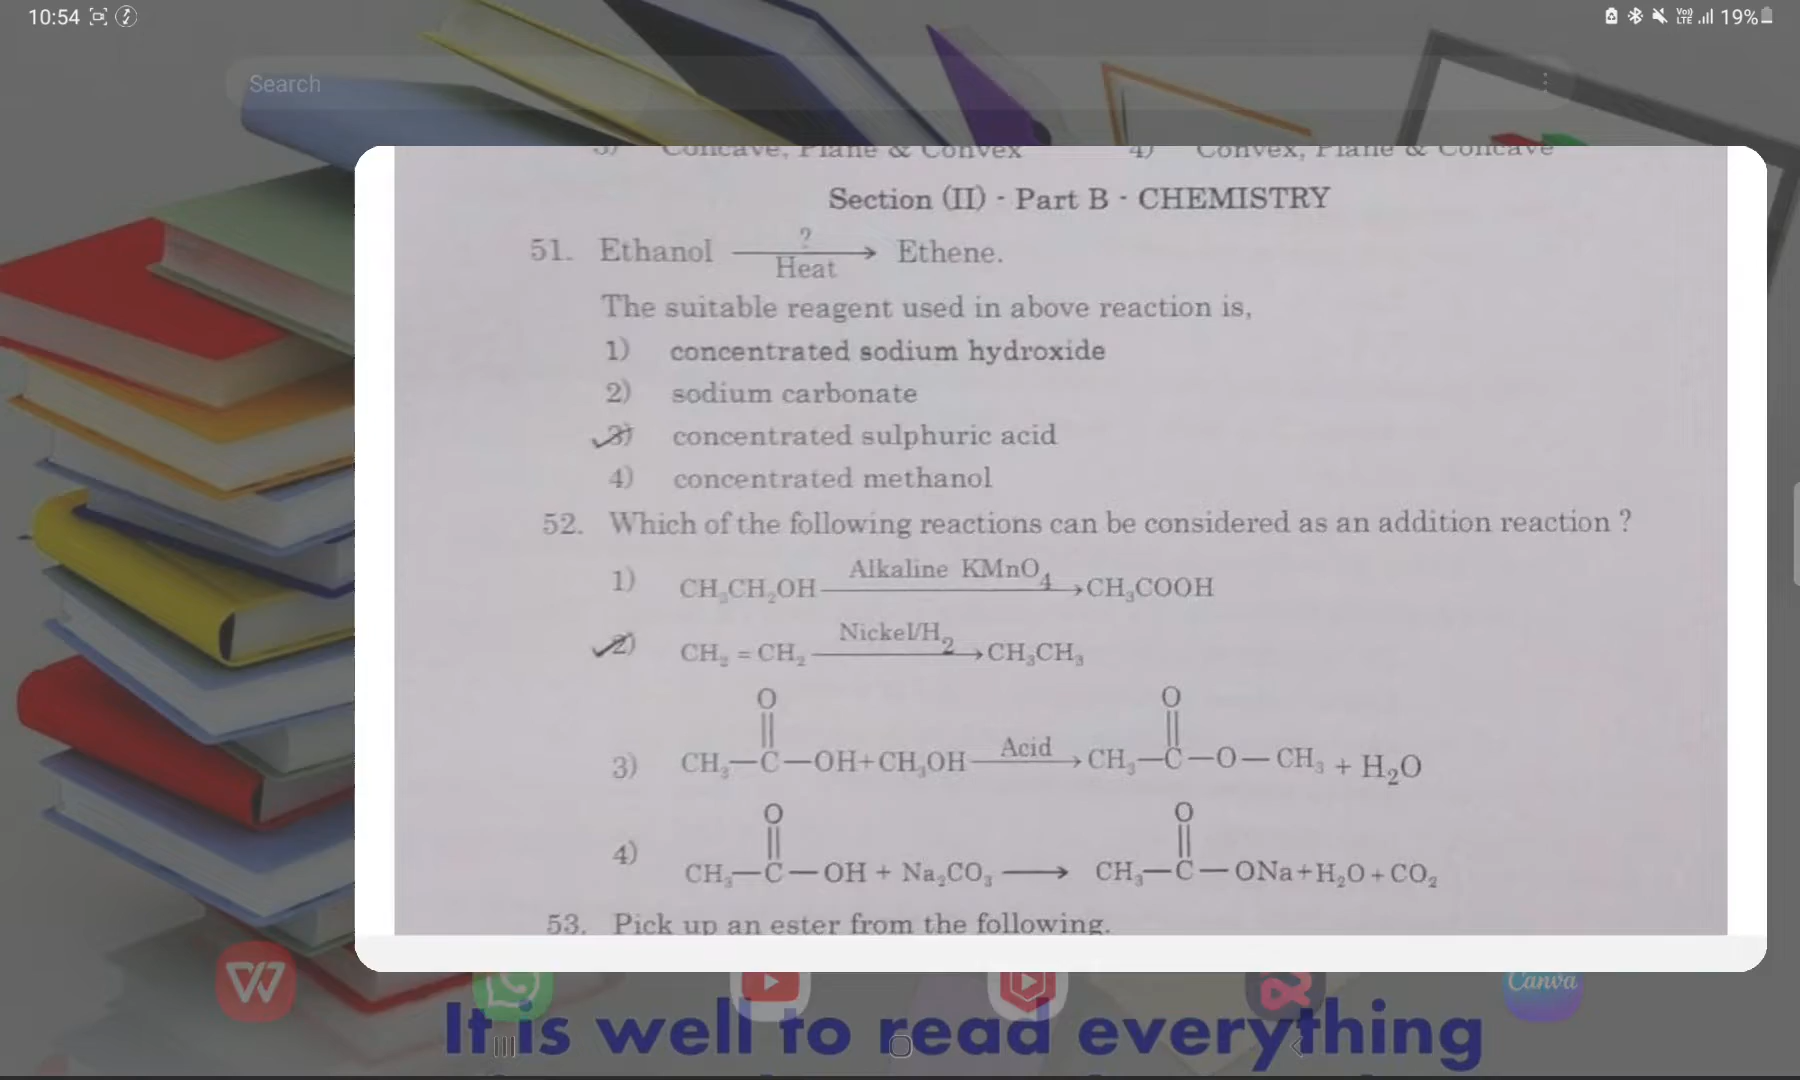 10:54
19%
Search
3) Concave, Plane & Convex 4) Convex, Plane & Concave
Section (II) - Part B - CHEMISTRY
51. Ethanol ? Heat → Ethene.
The suitable reagent used in above reaction is,
1) concentrated sodium hydroxide
2) sodium carbonate
3) concentrated sulphuric acid
4) concentrated methanol
52. Which of the following reactions can be considered as an addition reaction ?
1) CH₃CH₂OH Alkaline KMnO₄ → CH₃COOH
2) CH₂ = CH₂ Nickel/H₂ → CH₃CH₃
O O
3) CH₃—C—OH+CH₃OH Acid → CH₃—C—O—CH₃ + H₂O
O O
4) CH₃—C—OH + Na₂CO₃ → CH₃—C—ONa+H₂O+CO₂
53. Pick up an ester from the following.
Canva
It is well to read everything